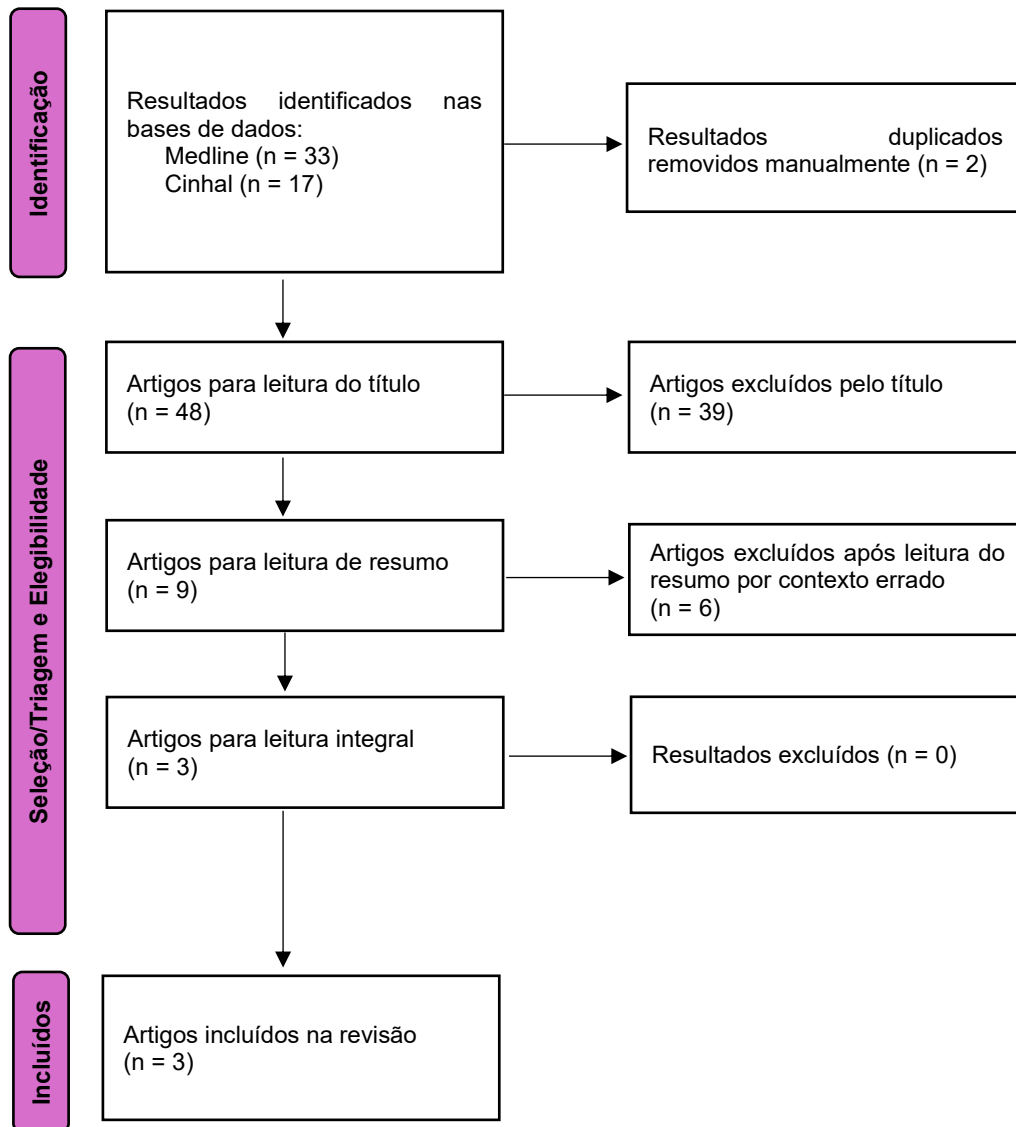 Identificação
Resultados identificados nas
bases de dados:
Medline (n = 33)
Cinhal (n = 17)
Resultados duplicados
removidos manualmente (n = 2)
Seleção/Triagem e Elegibilidade
Artigos para leitura do título
(n = 48)
Artigos excluídos pelo título
(n = 39)
Artigos para leitura de resumo
(n = 9)
Artigos excluídos após leitura do
resumo por contexto errado
(n = 6)
Artigos para leitura integral
(n = 3)
Resultados excluídos (n = 0)
Incluídos
Artigos incluídos na revisão
(n = 3)